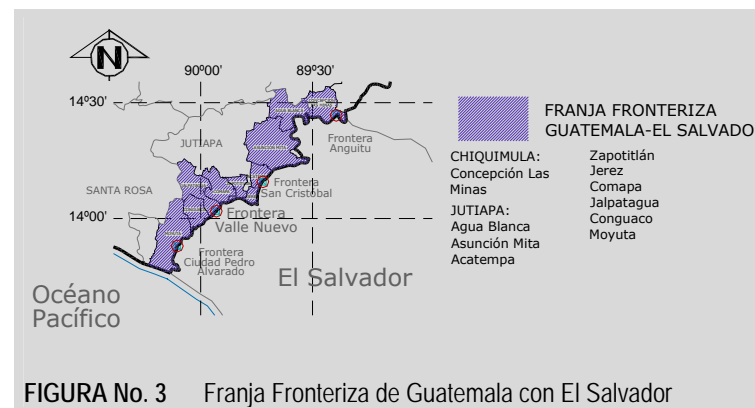 N
90º00'
89º30'
14º30'
14º00'
JUTIAPA
SANTA ROSA
Frontera
Anguitu
Frontera
San Cristobal
Frontera
Valle Nuevo
Frontera
Ciudad Pedro
Alvarado
El Salvador
Océano
Pacífico
FRANJA FRONTERIZA
GUATEMALA-EL SALVADO
CHIQUIMULA:
Concepción Las
Minas
JUTIAPA:
Agua Blanca
Asunción Mita
Acatempa
Zapotitlán
Jerez
Comapa
Jalpatagua
Conguaco
Moyuta
FIGURA No. 3 Franja Fronteriza de Guatemala con El Salvador